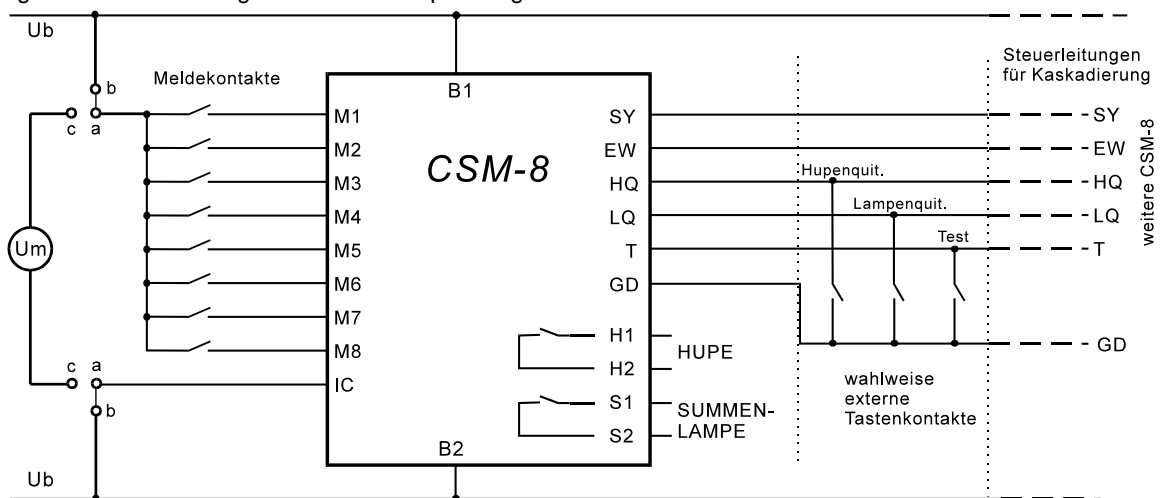 Ub
b
c
a
Meldekontakte
B1
CSM-8
M1
M2
M3
M4
M5
M6
M7
M8
IC
Um
c
a
b
Ub
B2
SY
EW
HQ
LQ
T
GD
H1
H2
HUPE
S1
S2
SUMMEN-
LAMPE
Hupenquit.
Lampenquit.
Test
wahlweise
externe
Tastenkontakte
Steuerleitungen
für Kaskadierung
SY
EW
HQ
LQ
T
GD
weitere CSM-8